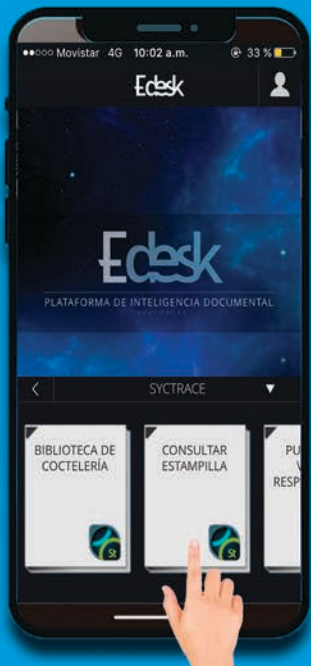 Movistar 4G 10:02 a.m. 33 %
Edesk
Edesk
PLATAFORMA DE INTELIGENCIA DOCUMENTAL
SYCTRACE
BIBLIOTECA DE
COCTELERÍA
St
CONSULTAR
ESTAMPILLA
St
PU
V
RESP